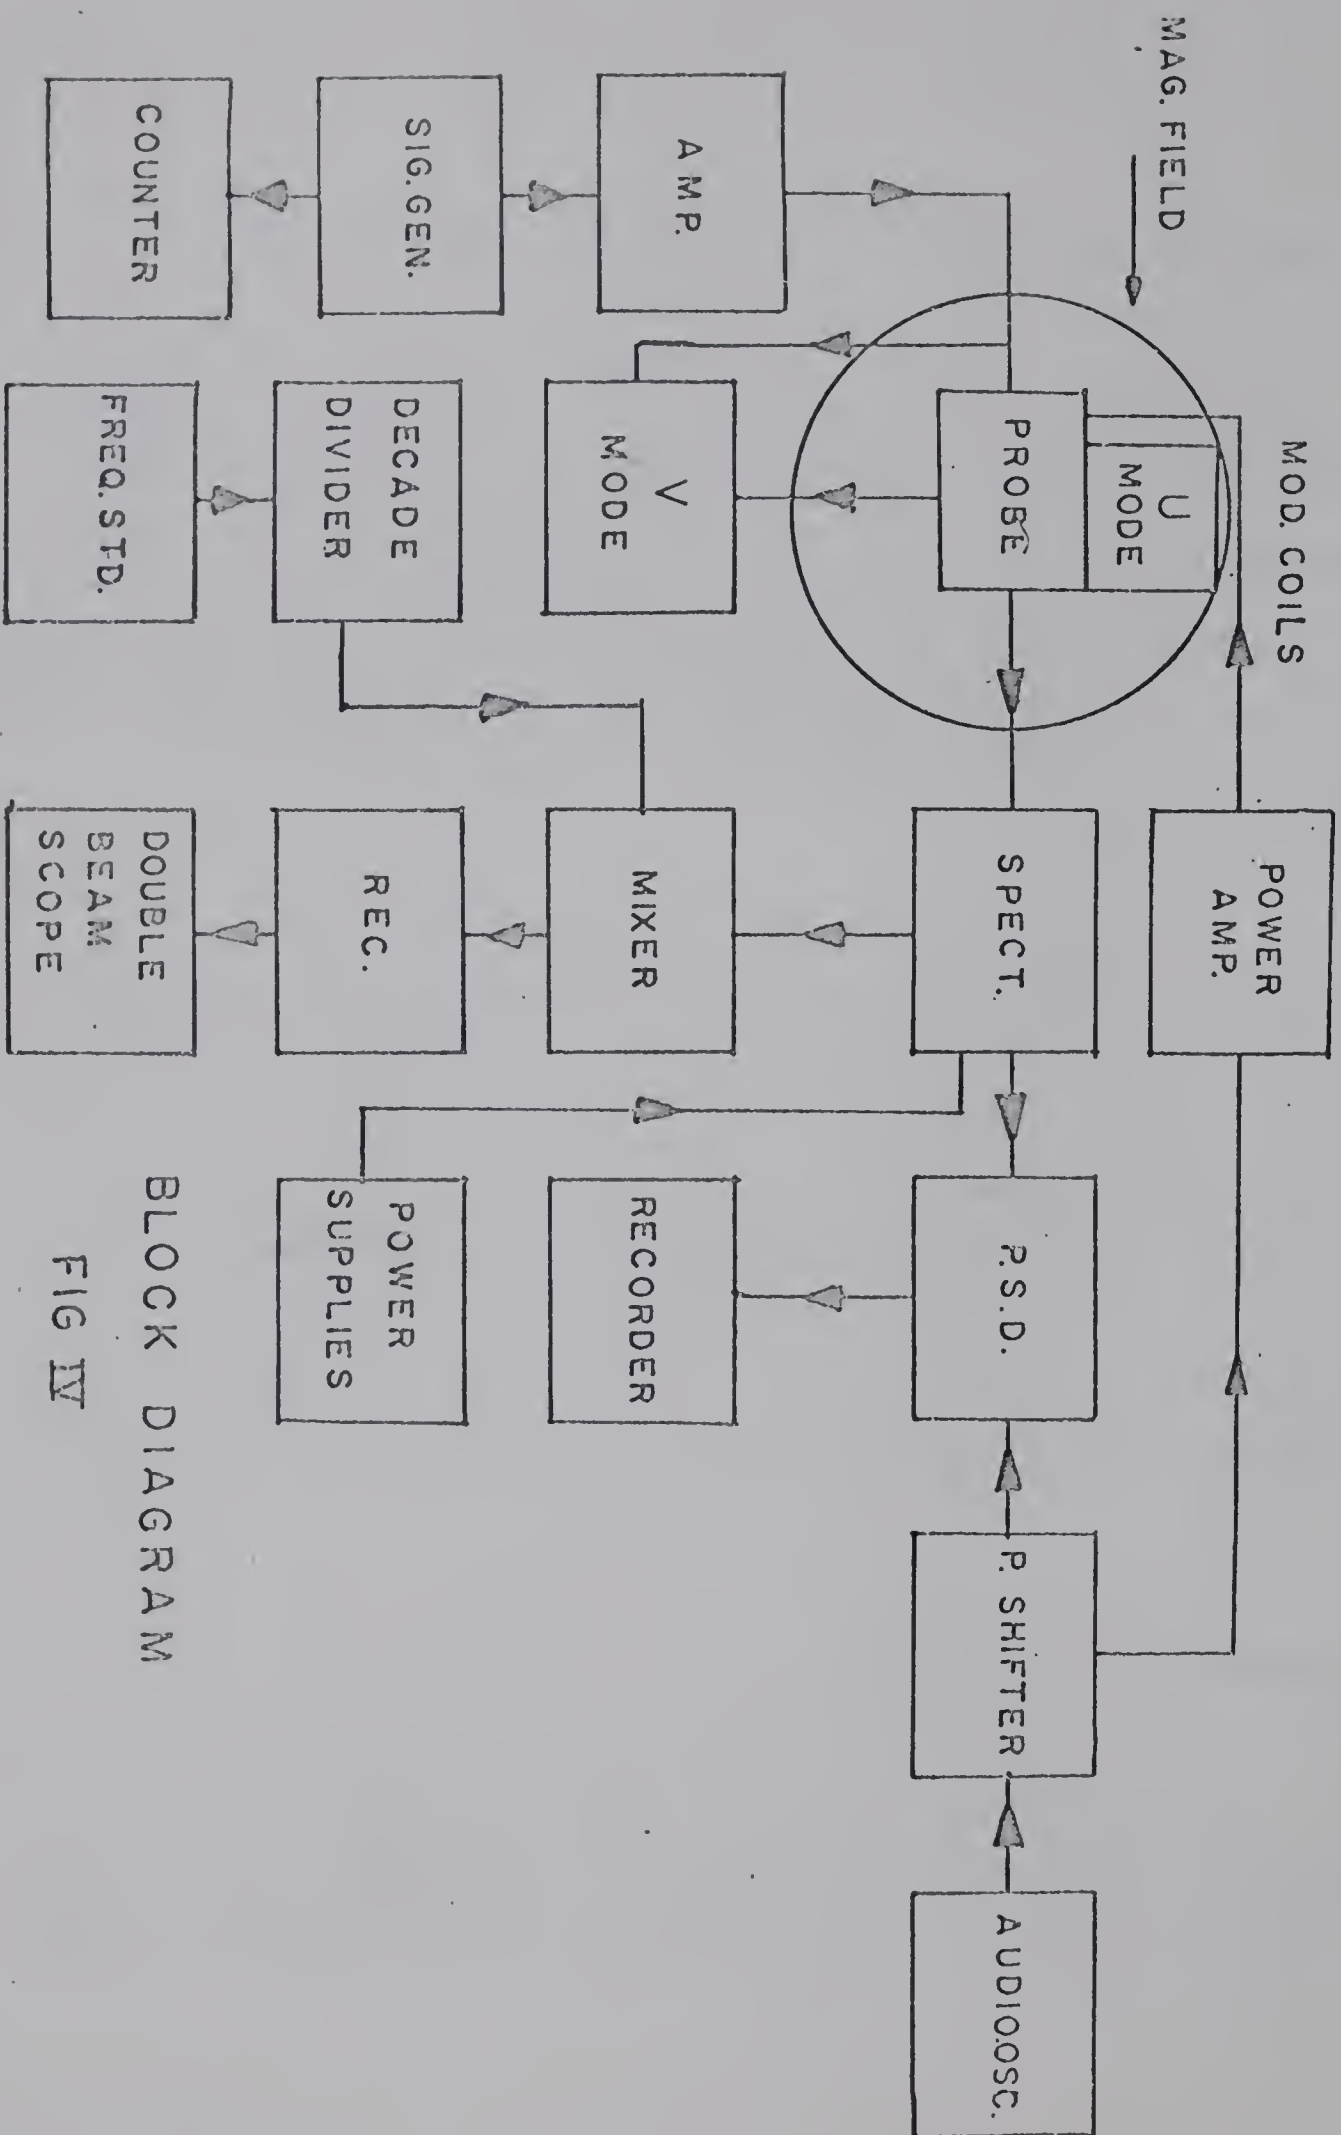 MAG. FIELD
MOD. COILS
POWER
AMP.
U
MODE
PROBE
SPECT.
P.S.D.
P. SHIFTER
AUDIO OSC.
AMP.
V
MODE
MIXER
RECORDER
SIG. GEN.
DECADE
DIVIDER
REC.
POWER
SUPPLIES
COUNTER
FREQ. STD.
DOUBLE
BEAM
SCOPE
BLOCK DIAGRAM
FIG IV